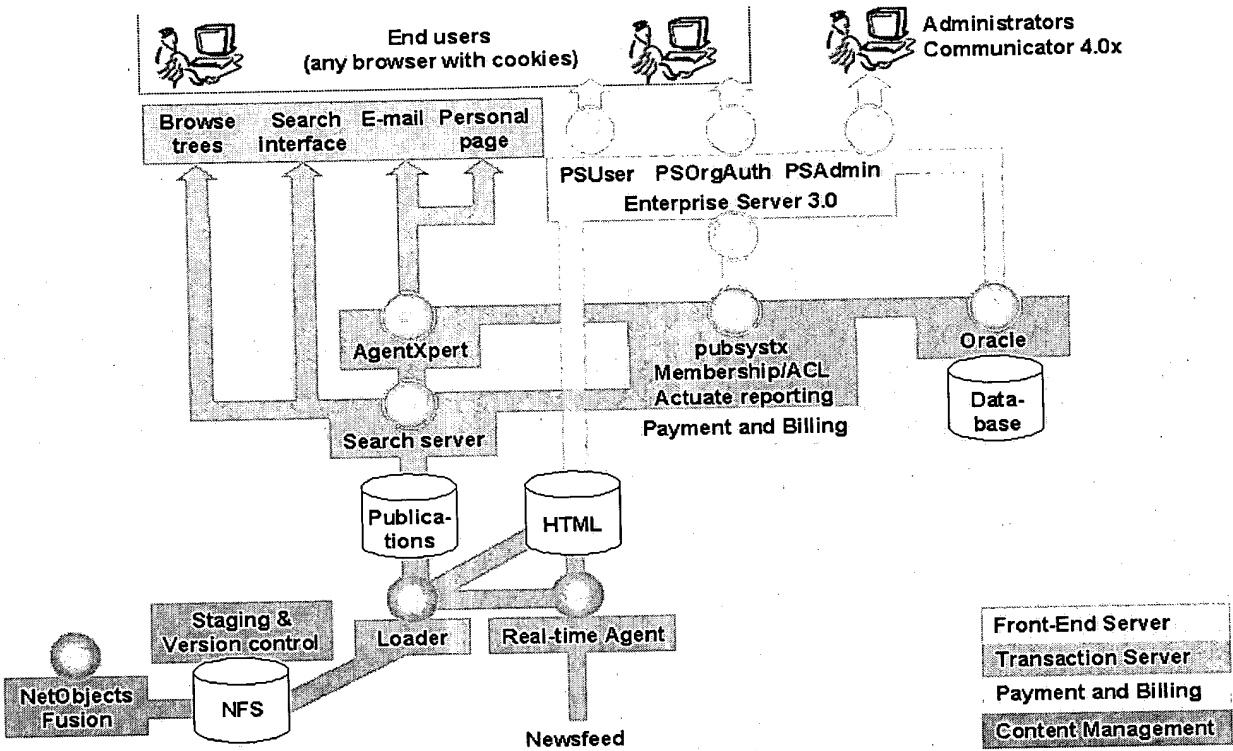 End users
(any browser with cookies)
Administrators
Communicator 4.0x
Browse
trees
Search
interface
E-mail
Personal
page
PSUser PSOrgAuth PSAdmin
Enterprise Server 3.0
AgentXpert
pubsystx
Membership/ACL
Actuate reporting
Payment and Billing
Oracle
Data-
base
Search server
Publica-
tions
HTML
Staging &
Version control
Loader
Real-time Agent
NetObjects
Fusion
NFS
Newsfeed
Front-End Server
Transaction Server
Payment and Billing
Content Management